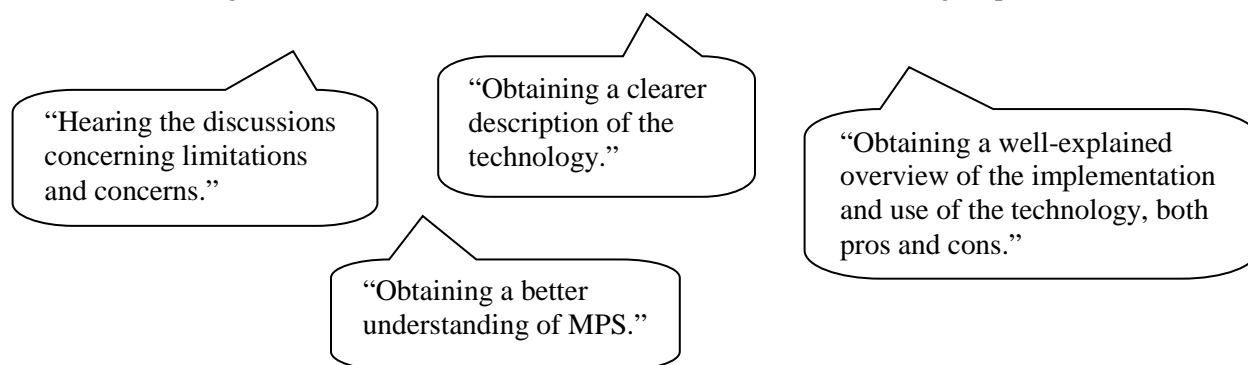 “Hearing the discussions
concerning limitations
and concerns.”
“Obtaining a clearer
description of the
technology.”
“Obtaining a well-explained
overview of the implementation
and use of the technology, both
pros and cons.”
“Obtaining a better
understanding of MPS.”